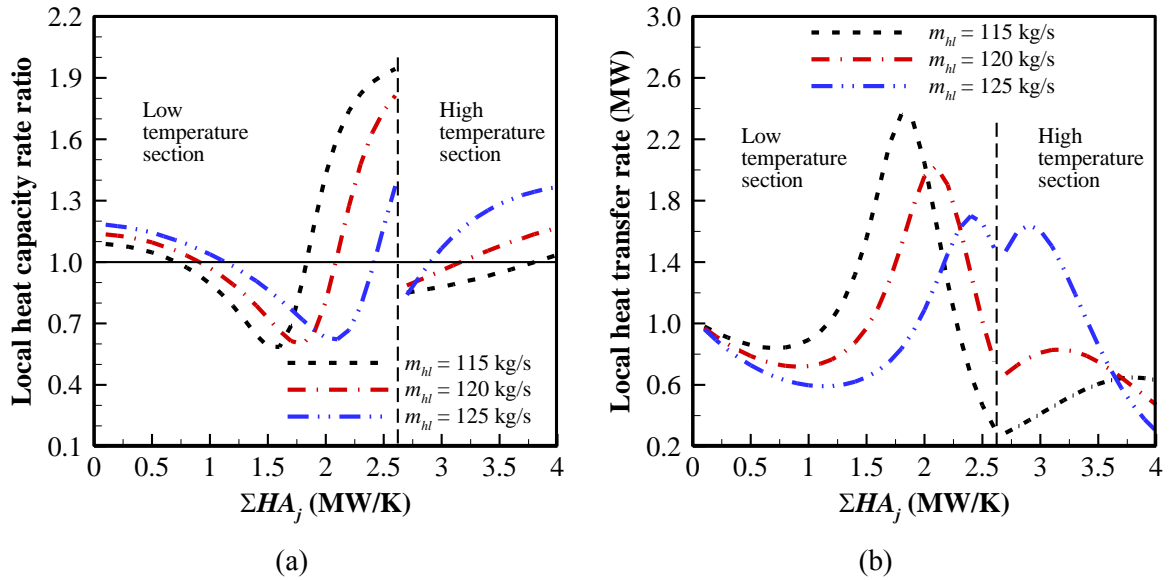 2.2
1.9
1.6
1.3
1.0
0.7
0.4
0.1
Local heat capacity rate ratio
Low
temperature
section
High
temperature
section
m_hl = 115 kg/s
m_hl = 120 kg/s
m_hl = 125 kg/s
0 0.5 1 1.5 2 2.5 3 3.5 4
ΣHA_j (MW/K)
(a)
3.0
2.6
2.2
1.8
1.4
1.0
0.6
0.2
Local heat transfer rate (MW)
m_hl = 115 kg/s
m_hl = 120 kg/s
m_hl = 125 kg/s
Low
temperature
section
High
temperature
section
0 0.5 1 1.5 2 2.5 3 3.5 4
ΣHA_j (MW/K)
(b)